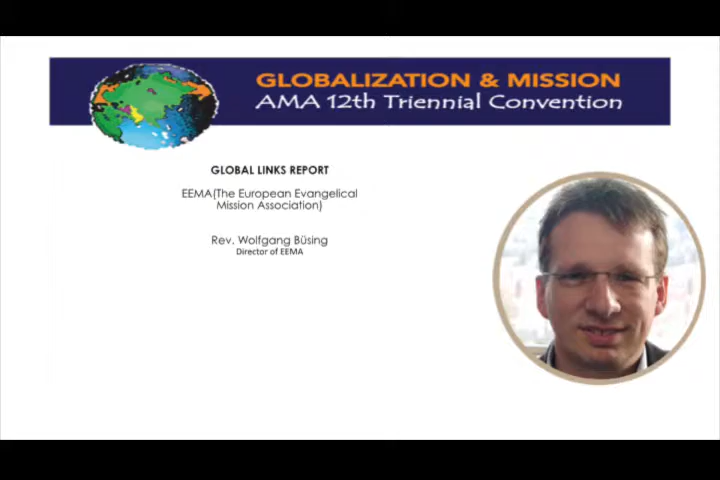 GLOBALIZATION & MISSION
AMA 12th Triennial Convention
GLOBAL LINKS REPORT
EEMA(The European Evangelical
Mission Association)
Rev. Wolfgang Büsing
Director of EEMA